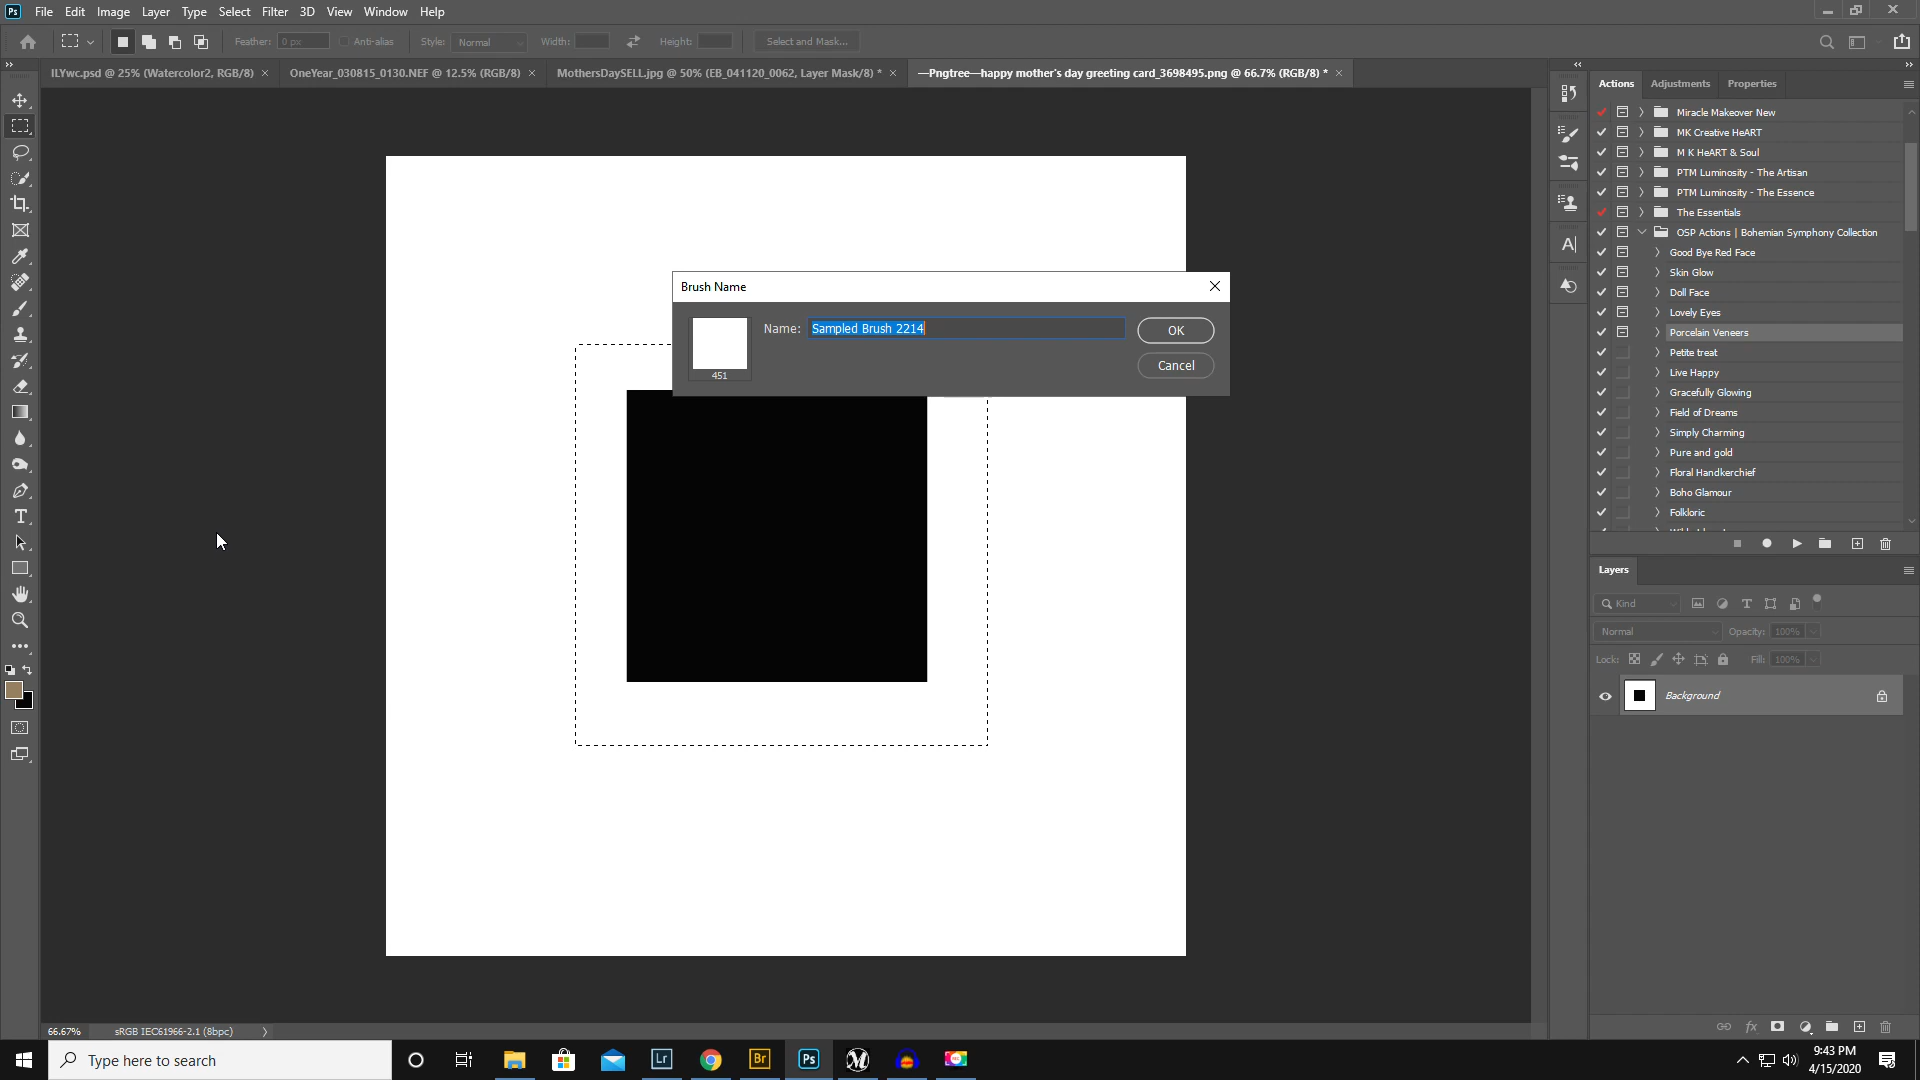 Ps File Edit Image Layer Type Select Filter 3D View Window Help
Feather: 0 px Anti-alias Style: Normal Width: Height: Select and Mask...
ILYwc.psd @ 25% (Watercolor2, RGB/8) OneYear_030815_0130.NEF @ 12.5% (RGB/8) MothersDaySELL.jpg @ 50% (EB_041120_0062, Layer Mask/8) * —Pngtree—happy mother's day greeting card_3698495.png @ 66.7% (RGB/8) *
Actions Adjustments Properties
Miracle Makeover New
MK Creative HeART
M K HeART & Soul
PTM Luminosity - The Artisan
PTM Luminosity - The Essence
The Essentials
OSP Actions | Bohemian Symphony Collection
Good Bye Red Face
Skin Glow
Doll Face
Lovely Eyes
Porcelain Veneers
Petite treat
Live Happy
Gracefully Glowing
Field of Dreams
Simply Charming
Pure and gold
Floral Handkerchief
Boho Glamour
Folkloric
Brush Name
Name: Sampled Brush 2214
OK
451
Cancel
Layers
Kind
Normal Opacity: 100%
Lock: Fill: 100%
Background
66.67% sRGB IEC61966-2.1 (8bpc)
Type here to search
Lr Br Ps
9:43 PM
4/15/2020